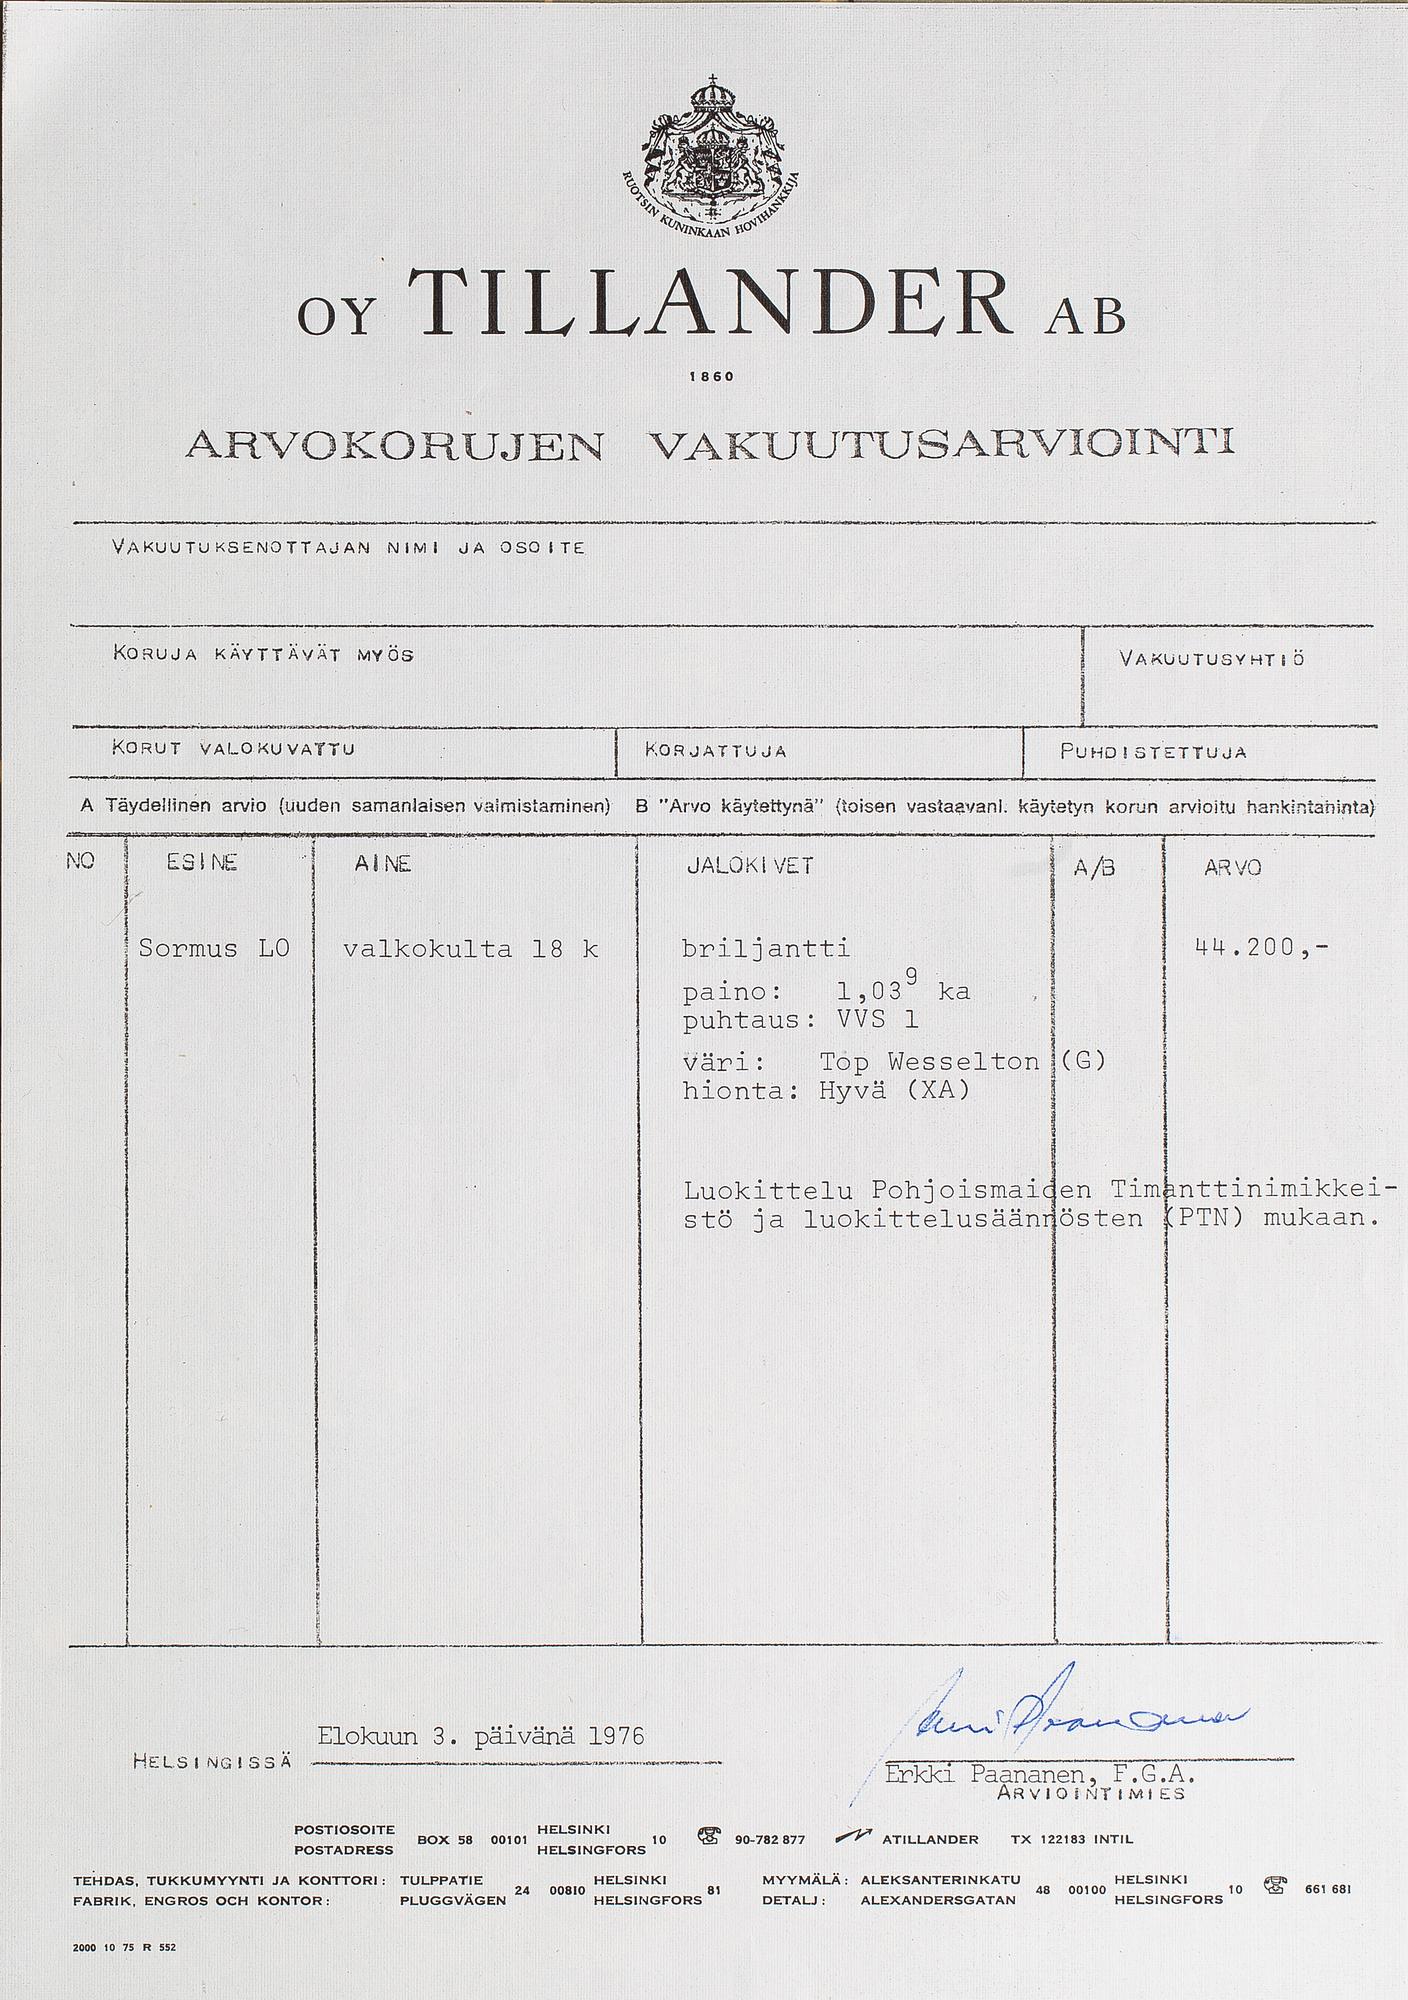 RUOTSIN KUNINKAAN HOVIHANKKIJA
OY TILLANDER AB
1860
ARVOKORUJEN VAKUUTUSARVIOINTI
VAKUUTUKSENOTTAJAN NIMI JA OSOITE
KORUJA KÄYTTÄVÄT MYÖS VAKUUTUSYHTIÖ
KORUT VALOKUVATTU KORJATTUJA PUHDISTETTUJA
A Täydellinen arvio (uuden samanlaisen valmistaminen) B "Arvo käytettynä" (toisen vastaavanl. käytetyn korun arvioitu hankintahinta)
NO ESINE AINE JALOKIVET A/B ARVO
Sormus LO valkokulta 18 k briljantti 44.200,-
paino: 1,03⁹ ka
puhtaus: VVS 1
väri: Top Wesselton (G)
hionta: Hyvä (XA)
Luokittelu Pohjoismaiden Timanttinimikkei-
stö ja luokittelusäännösten (PTN) mukaan.
Elokuun 3. päivänä 1976
HELSINGISSÄ
Erkki Paananen, F.G.A.
ARVIOINTIMIES
POSTIOSOITE BOX 58 00101 HELSINKI 10 90-782 877 ATILLANDER TX 122183 INTIL
POSTADRESS HELSINGFORS
TEHDAS, TUKKUMYYNTI JA KONTTORI: TULPPATIE 24 00810 HELSINKI 81 MYYMÄLÄ: ALEKSANTERINKATU 48 00100 HELSINKI 10 661 681
FABRIK, ENGROS OCH KONTOR: PLUGGVÄGEN HELSINGFORS DETALJ: ALEXANDERSGATAN HELSINGFORS
2000 10 75 R 552